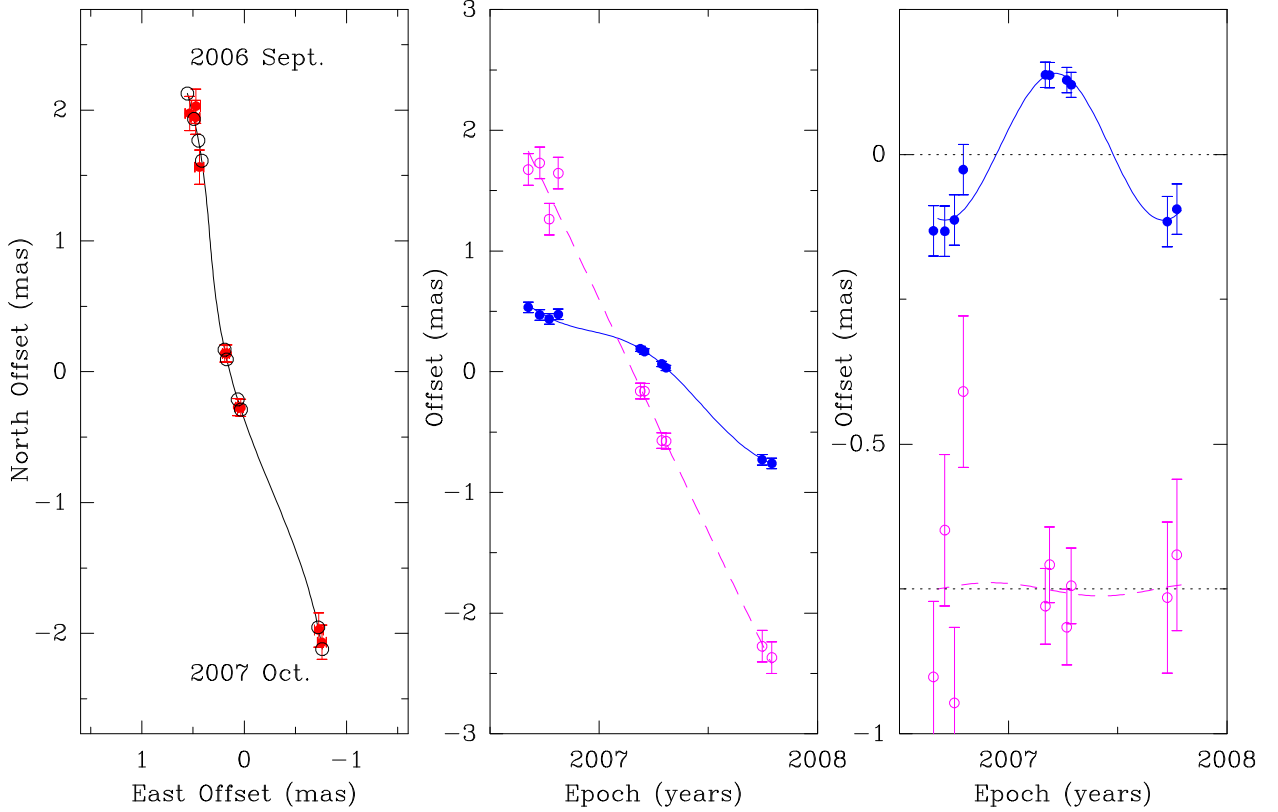 2006 Sept.
2007 Oct.
2
1
0
−1
−2
North Offset (mas)
1
0
−1
East Offset (mas)
3
2
1
0
−1
−2
−3
Offset (mas)
2007
2008
Epoch (years)
0
−0.5
−1
Offset (mas)
2007
2008
Epoch (years)